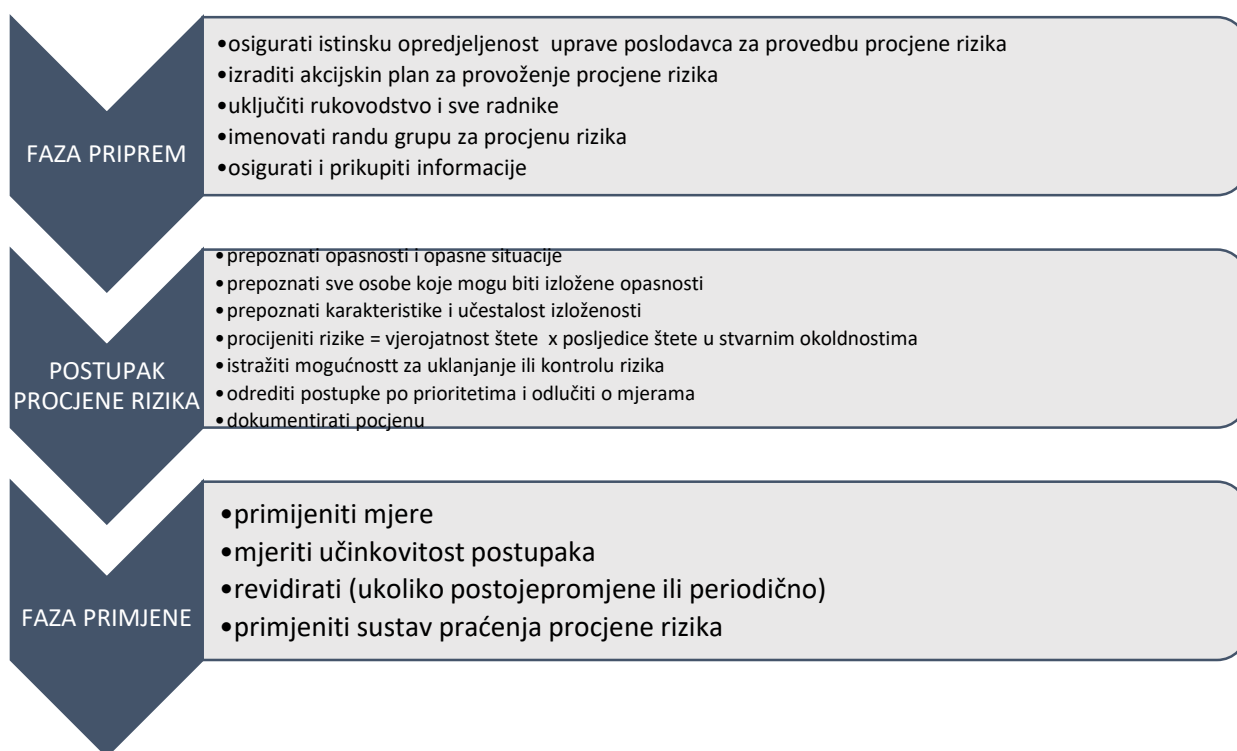 FAZA PRIPREM
•osigurati istinsku opredjeljenost uprave poslodavca za provedbu procjene rizika
•izraditi akcijskin plan za provoženje procjene rizika
•uključiti rukovodstvo i sve radnike
•imenovati randu grupu za procjenu rizika
•osigurati i prikupiti informacije
POSTUPAK
PROCJENE RIZIKA
•prepoznati opasnosti i opasne situacije
•prepoznati sve osobe koje mogu biti izložene opasnosti
•prepoznati karakteristike i učestalost izloženosti
•procijeniti rizike = vjerojatnost štete x posljedice štete u stvarnim okoldnostima
•istražiti mogućnostt za uklanjanje ili kontrolu rizika
•odrediti postupke po prioritetima i odlučiti o mjerama
•dokumentirati pocjenu
FAZA PRIMJENE
•primijeniti mjere
•mjeriti učinkovitost postupaka
•revidirati (ukoliko postojepromjene ili periodično)
•primjeniti sustav praćenja procjene rizika